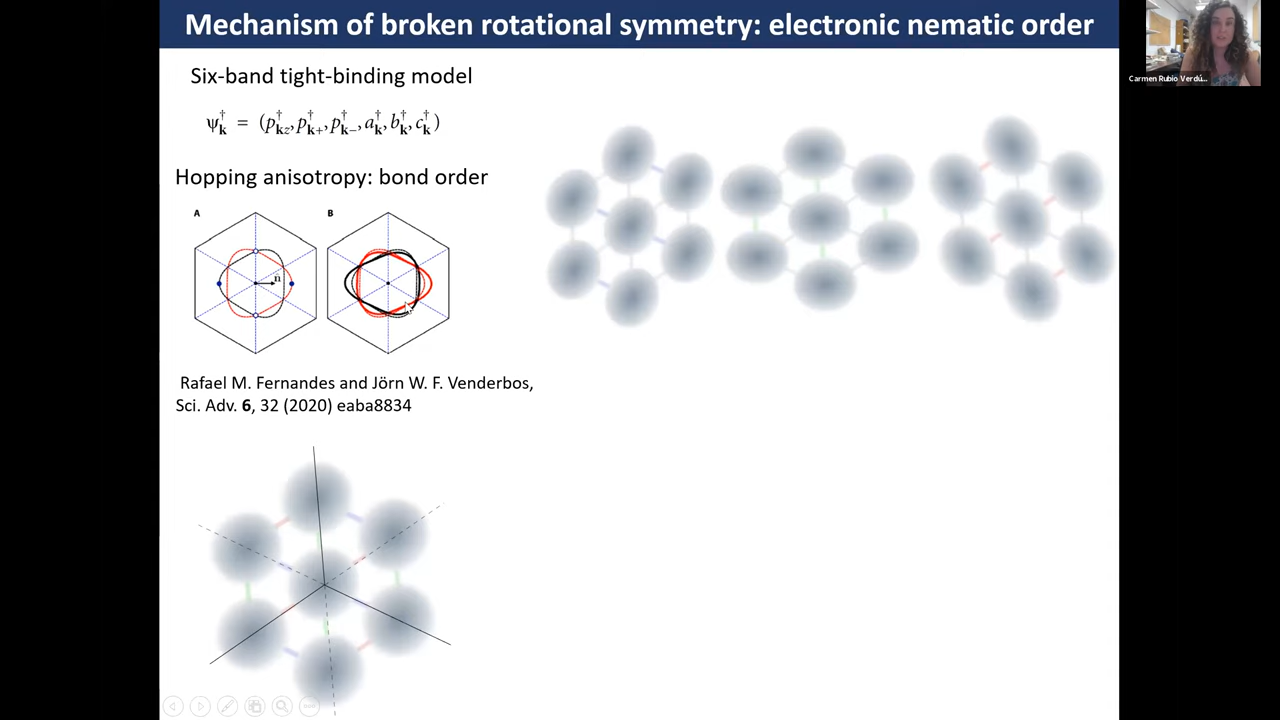 Mechanism of broken rotational symmetry: electronic nematic order
Carmen Rubio Verdú...
Six-band tight-binding model
ψ†𝐤 = (p†𝐤z, p†𝐤+, p†𝐤−, a†𝐤, b†𝐤, c†𝐤)
Hopping anisotropy: bond order
A
B
n
Rafael M. Fernandes and Jörn W. F. Venderbos,
Sci. Adv. 6, 32 (2020) eaba8834